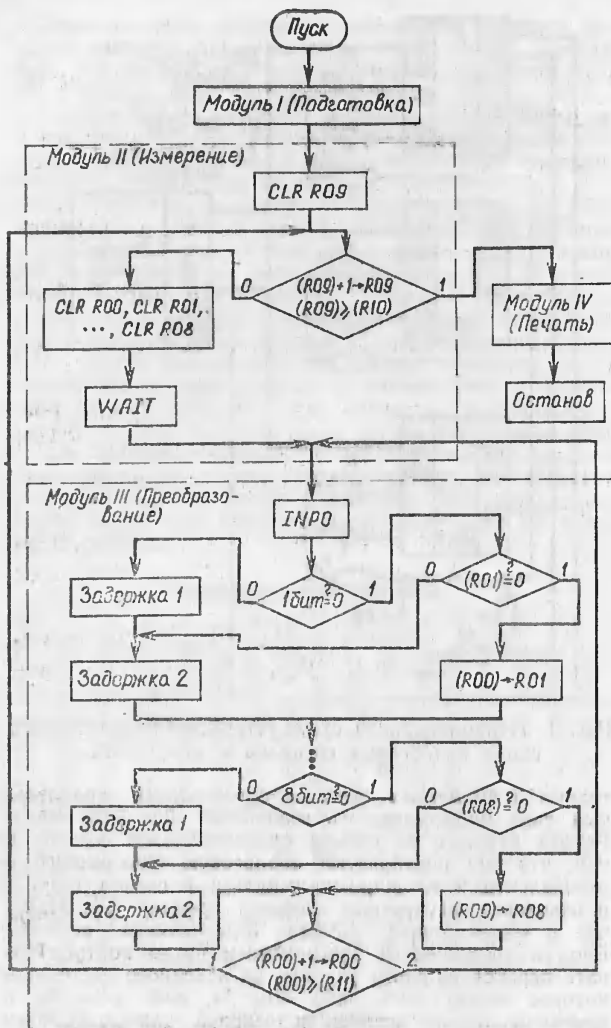 Пуск
Модуль I (Подготовка)
Модуль II (Измерение)
CLR R09
0
(R09)+1→R09
(R09)⩾(R10)
1
CLR R00, CLR R01,
..., CLR R08
Модуль IV
(Печать)
WAIT
Останов
Модуль III (Преобразо-
вание)
INPO
0
1бит≟0
1
0
(R01)≟0
1
Задержка 1
Задержка 2
(R00)→R01
0
8бит≟0
1
0
(R08)≟0
1
Задержка 1
Задержка 2
(R00)→R08
1
(R00)+1→R00
(R00)⩾(R11)
2